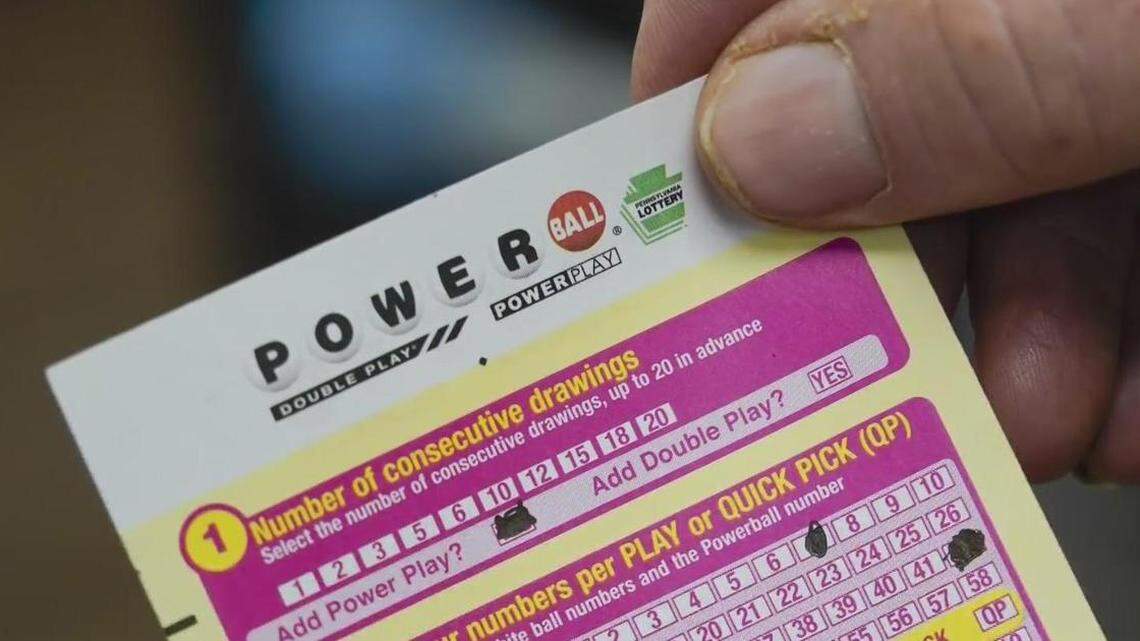 POWER BALL®
PENNSYLVANIA
LOTTERY
DOUBLE PLAY
POWERPLAY
1 Number of consecutive drawings
Select the number of consecutive drawings, up to 20 in advance
1 2 3 5 6 10 12 15 18 20
Add Power Play?
Add Double Play? YES
numbers per PLAY or QUICK PICK (QP)
ball numbers and the Powerball number
2 3 4 5 6 8 9 10
20 21 22 23 24 25 26
38 39 40 41
55 56 57 58
QP